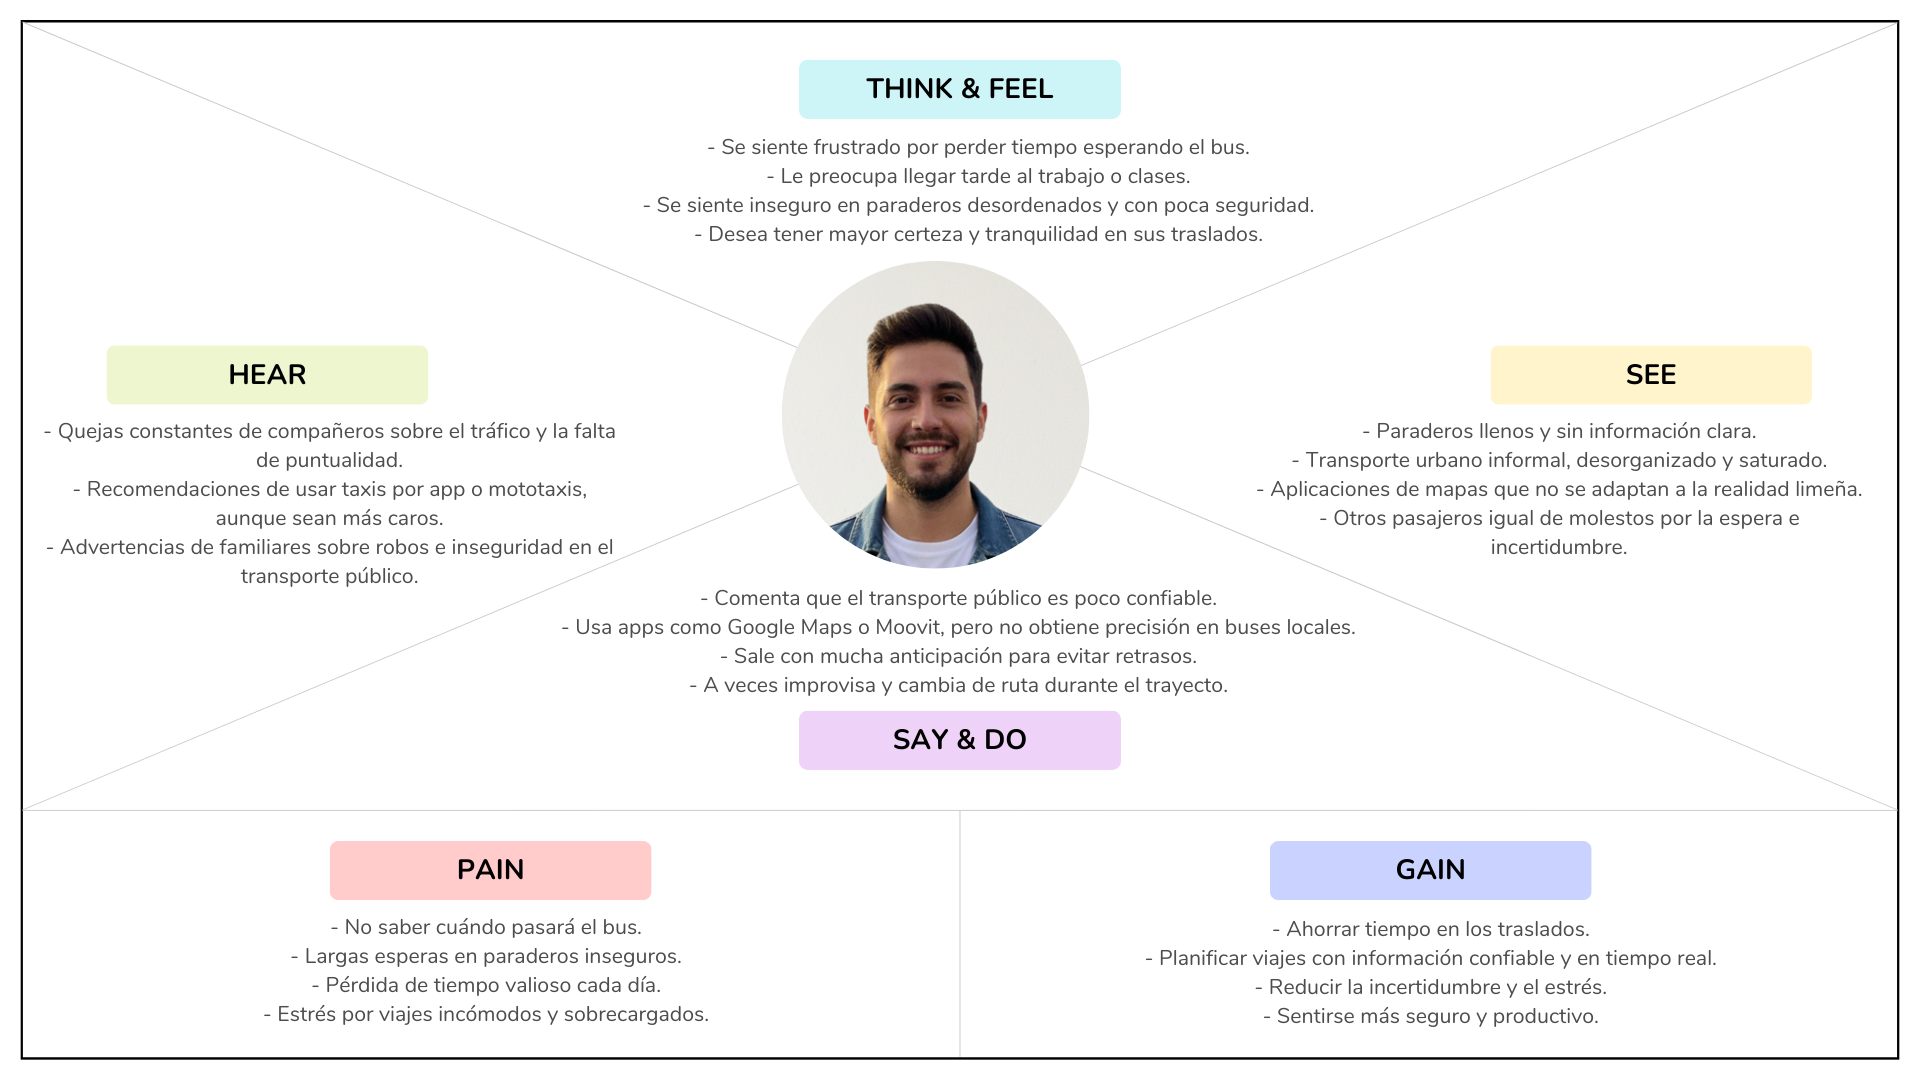 THINK & FEEL
- Se siente frustrado por perder tiempo esperando el bus.
- Le preocupa llegar tarde al trabajo o clases.
- Se siente inseguro en paraderos desordenados y con poca seguridad.
- Desea tener mayor certeza y tranquilidad en sus traslados.
HEAR
- Quejas constantes de compañeros sobre el tráfico y la falta
de puntualidad.
- Recomendaciones de usar taxis por app o mototaxis,
aunque sean más caros.
- Advertencias de familiares sobre robos e inseguridad en el
transporte público.
SEE
- Paraderos llenos y sin información clara.
- Transporte urbano informal, desorganizado y saturado.
- Aplicaciones de mapas que no se adaptan a la realidad limeña.
- Otros pasajeros igual de molestos por la espera e
incertidumbre.
- Comenta que el transporte público es poco confiable.
- Usa apps como Google Maps o Moovit, pero no obtiene precisión en buses locales.
- Sale con mucha anticipación para evitar retrasos.
- A veces improvisa y cambia de ruta durante el trayecto.
SAY & DO
PAIN
- No saber cuándo pasará el bus.
- Largas esperas en paraderos inseguros.
- Pérdida de tiempo valioso cada día.
- Estrés por viajes incómodos y sobrecargados.
GAIN
- Ahorrar tiempo en los traslados.
- Planificar viajes con información confiable y en tiempo real.
- Reducir la incertidumbre y el estrés.
- Sentirse más seguro y productivo.